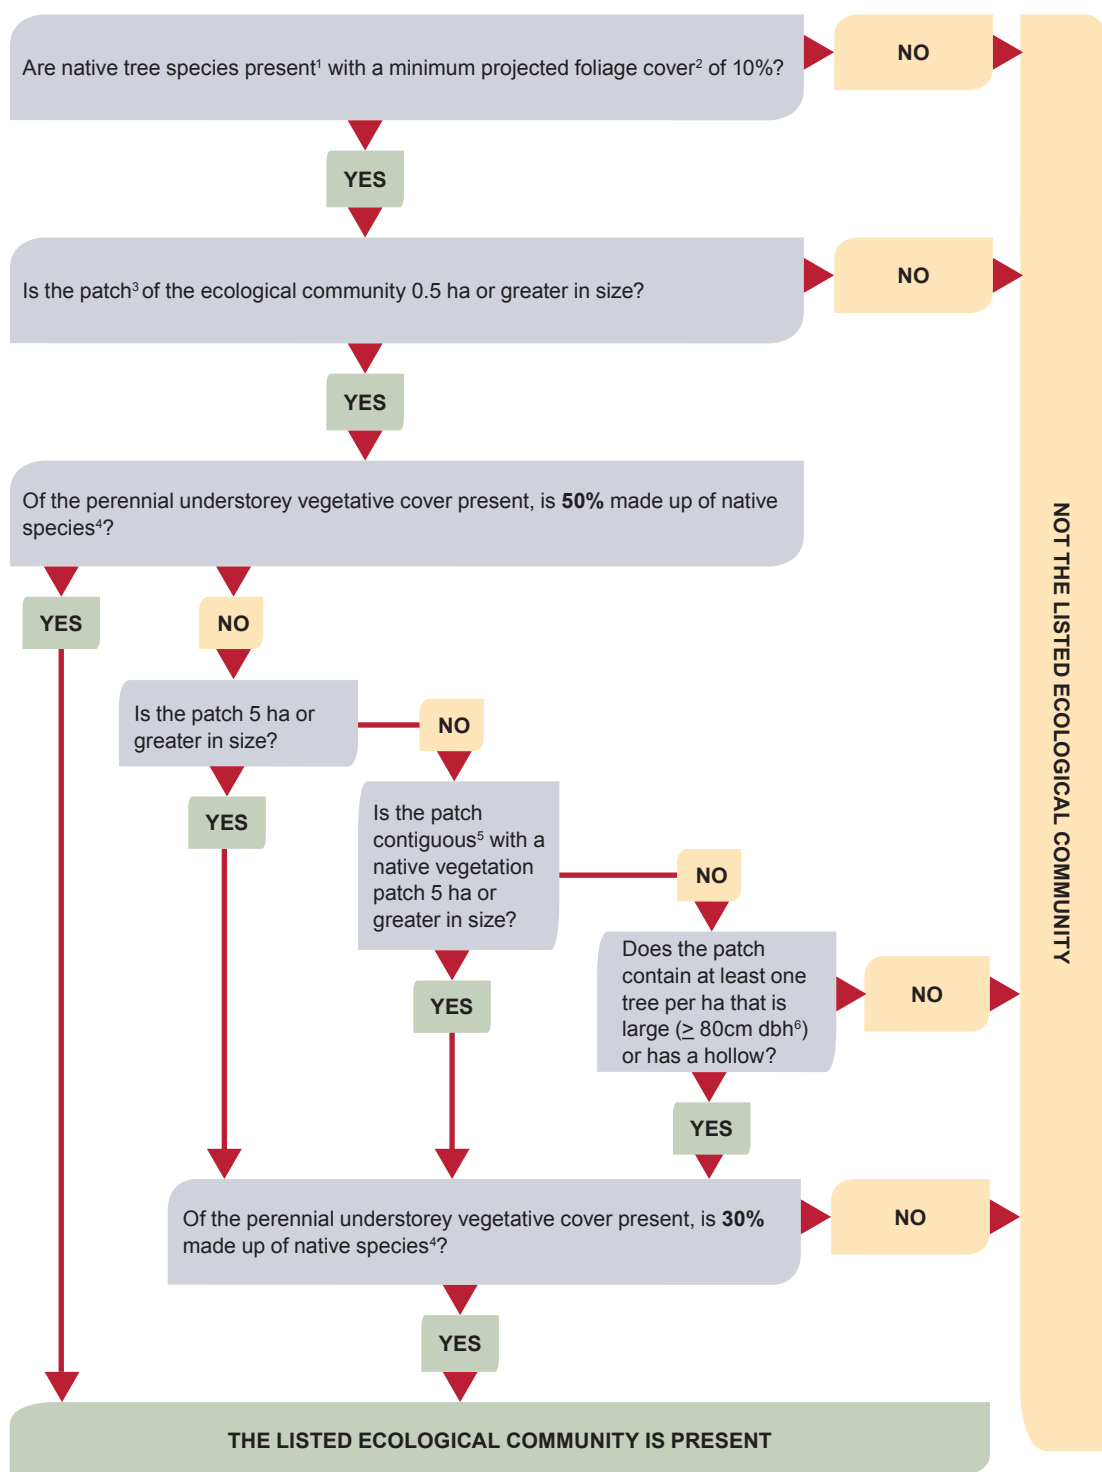 Are native tree species present¹ with a minimum projected foliage cover² of 10%?
NO
YES
Is the patch³ of the ecological community 0.5 ha or greater in size?
NO
YES
Of the perennial understorey vegetative cover present, is 50% made up of native
species⁴?
YES
NO
Is the patch 5 ha or
greater in size?
NO
YES
Is the patch
contiguous⁵ with a
native vegetation
patch 5 ha or
greater in size?
NO
YES
Does the patch
contain at least one
tree per ha that is
large (≥ 80cm dbh⁶)
or has a hollow?
NO
YES
Of the perennial understorey vegetative cover present, is 30%
made up of native species⁴?
NO
YES
THE LISTED ECOLOGICAL COMMUNITY IS PRESENT
NOT THE LISTED ECOLOGICAL COMMUNITY